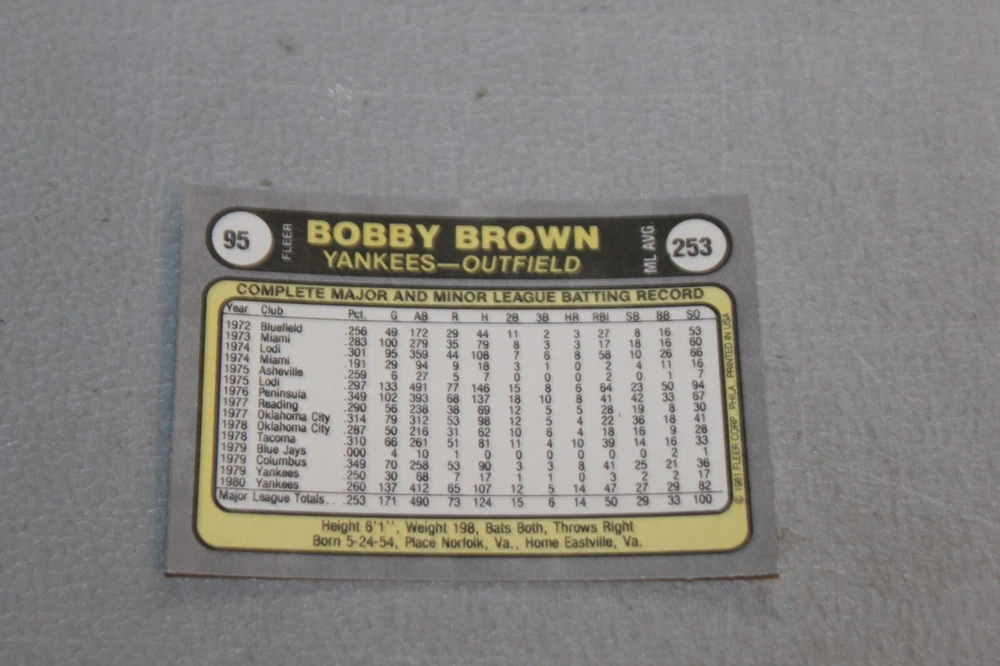 95 FLEER BOBBY BROWN ML AVG 253
YANKEES—OUTFIELD
COMPLETE MAJOR AND MINOR LEAGUE BATTING RECORD
Year Club Pct. G AB R H 2B 3B HR RBI SB BB SO
1972 Bluefield .256 49 172 29 44 11 2 3 27 8 16 53
1973 Miami .283 100 279 35 79 8 3 3 17 18 16 60
1974 Lodi .301 95 359 44 108 7 6 8 58 10 26 66
1974 Miami .191 29 94 9 18 3 1 0 2 4 11 16
1975 Asheville .259 6 27 5 7 0 0 0 2 0 1 7
1975 Lodi .297 133 491 77 146 15 8 6 64 23 50 94
1976 Peninsula .349 102 393 68 137 18 10 8 41 42 33 67
1977 Reading .290 56 238 38 69 12 5 5 28 19 8 30
1977 Oklahoma City .314 79 312 53 98 12 5 4 22 36 18 41
1978 Oklahoma City .287 50 216 31 62 10 6 4 18 16 9 28
1978 Tacoma .310 66 261 51 81 11 4 10 39 14 16 33
1979 Blue Jays .000 4 10 1 0 0 0 0 0 0 2 1
1979 Columbus .349 70 258 53 90 3 3 8 41 25 21 36
1979 Yankees .250 30 68 7 17 1 1 0 3 2 2 17
1980 Yankees .260 137 412 65 107 12 5 14 47 27 29 82
Major League Totals... .253 171 490 73 124 15 6 14 50 29 33 100
Height 6'1'', Weight 198, Bats Both, Throws Right
Born 5-24-54, Place Norfolk, Va., Home Eastville, Va.
© 1981 FLEER CORP. PHILA. PRINTED IN USA